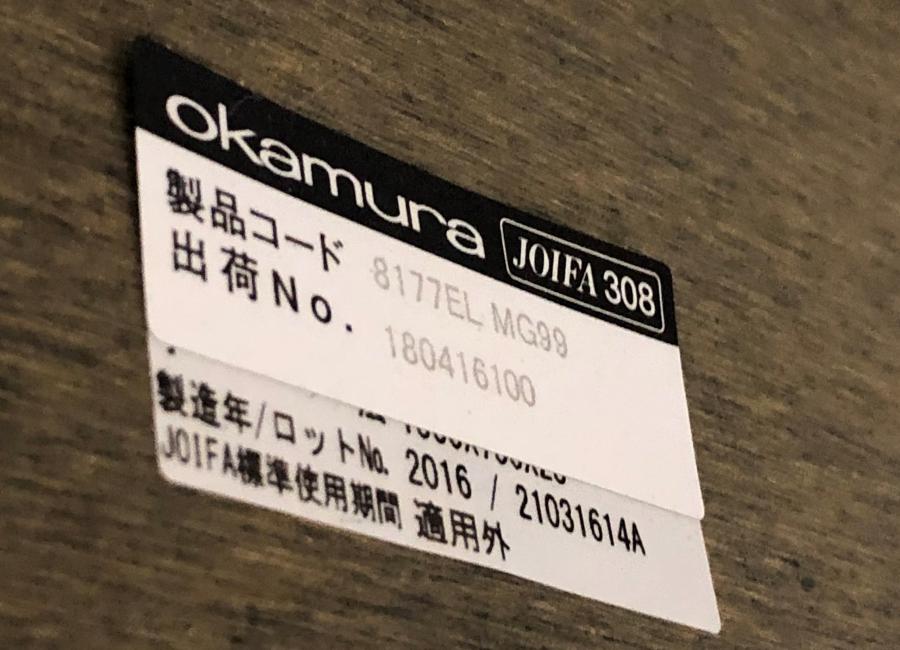 okamura JOIFA 308
製品コード 8177EL MG99
出荷No. 180416100
製造年/ロットNo. 2016 / 21031614A
JOIFA標準使用期間 適用外